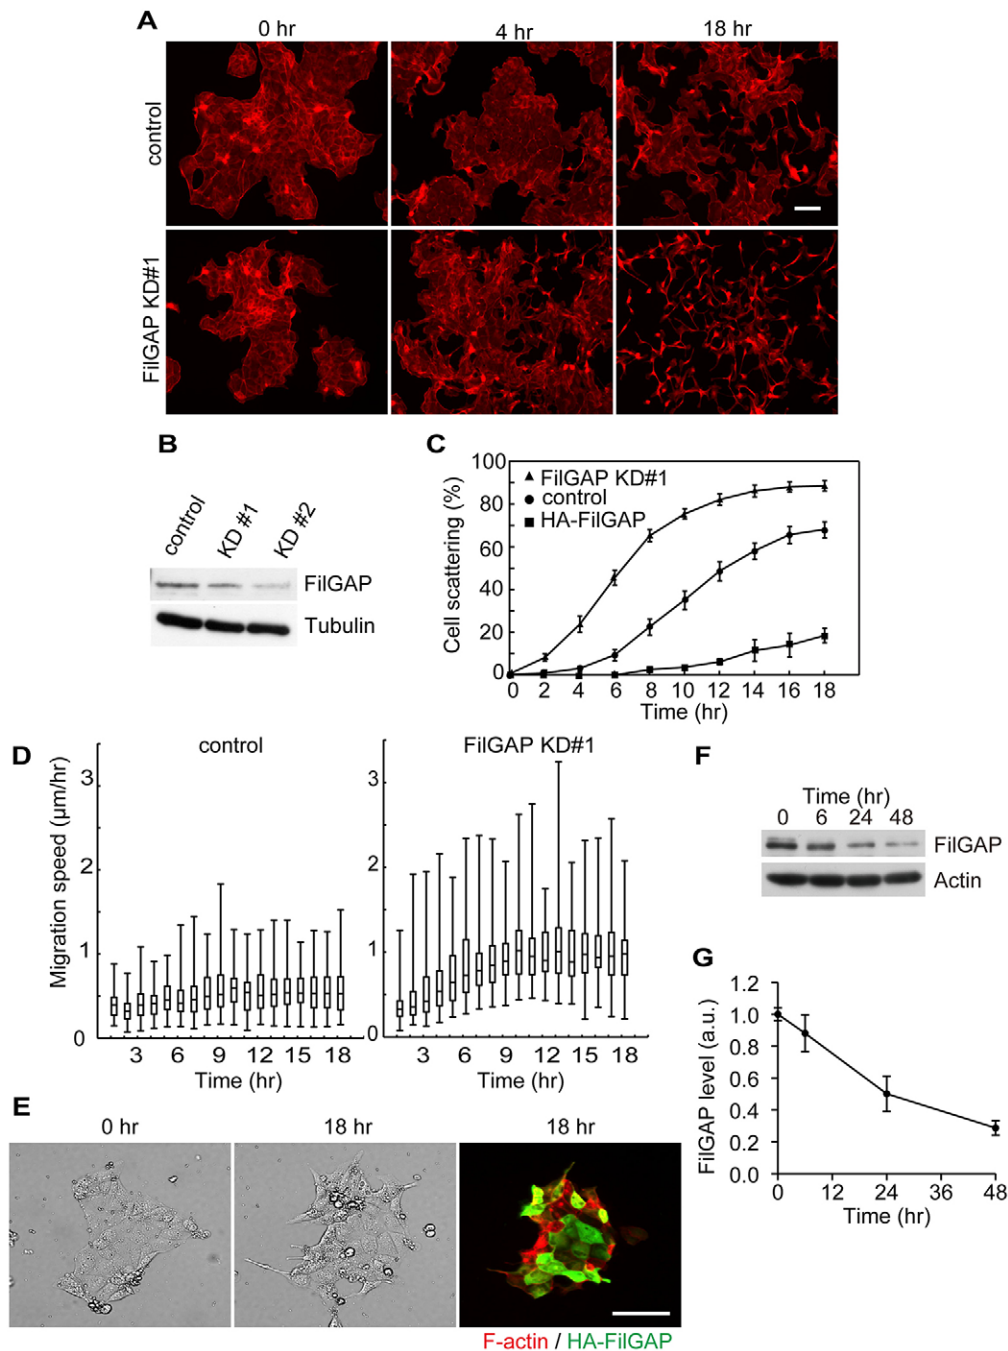 A
0 hr
4 hr
18 hr
control
FilGAP KD#1
B
control
KD #1
KD #2
FilGAP
Tubulin
C
Cell scattering (%)
100
80
60
40
20
0
FilGAP KD#1
control
HA-FilGAP
0 2 4 6 8 10 12 14 16 18
Time (hr)
D
control
FilGAP KD#1
Migration speed (µm/hr)
3
2
1
0
3 6 9 12 15 18
Time (hr)
3
2
1
0
3 6 9 12 15 18
Time (hr)
F
Time (hr)
0 6 24 48
FilGAP
Actin
E
0 hr
18 hr
18 hr
F-actin / HA-FilGAP
G
FilGAP level (a.u.)
1.2
1.0
0.8
0.6
0.4
0.2
0.0
0 12 24 36 48
Time (hr)